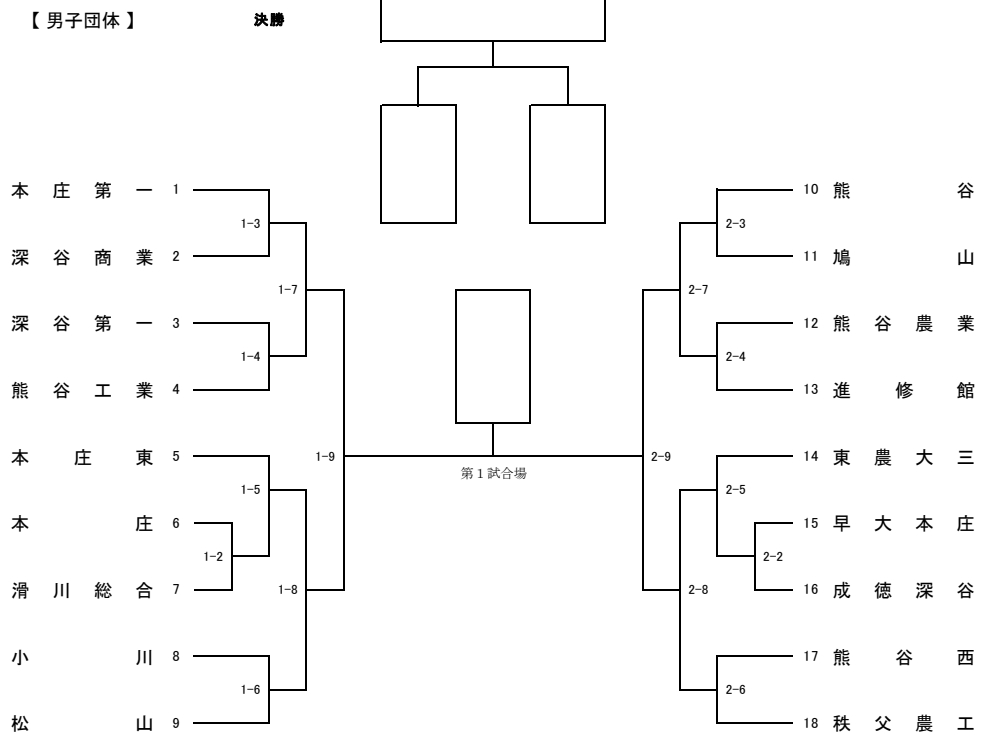 【 男子団体 】 決勝
本庄第一 1
1-3
深谷商業 2
1-7
深谷第一 3
1-4
熊谷工業 4
1-9
本庄東 5
1-5
本庄 6
1-2
滑川総合 7
1-8
小川 8
1-6
松山 9
第1試合場
10 熊谷
2-3
11 鳩山
2-7
12 熊谷農業
2-4
13 進修館
2-9
14 東農大三
2-5
15 早大本庄
2-2
16 成徳深谷
2-8
17 熊谷西
2-6
18 秩父農工